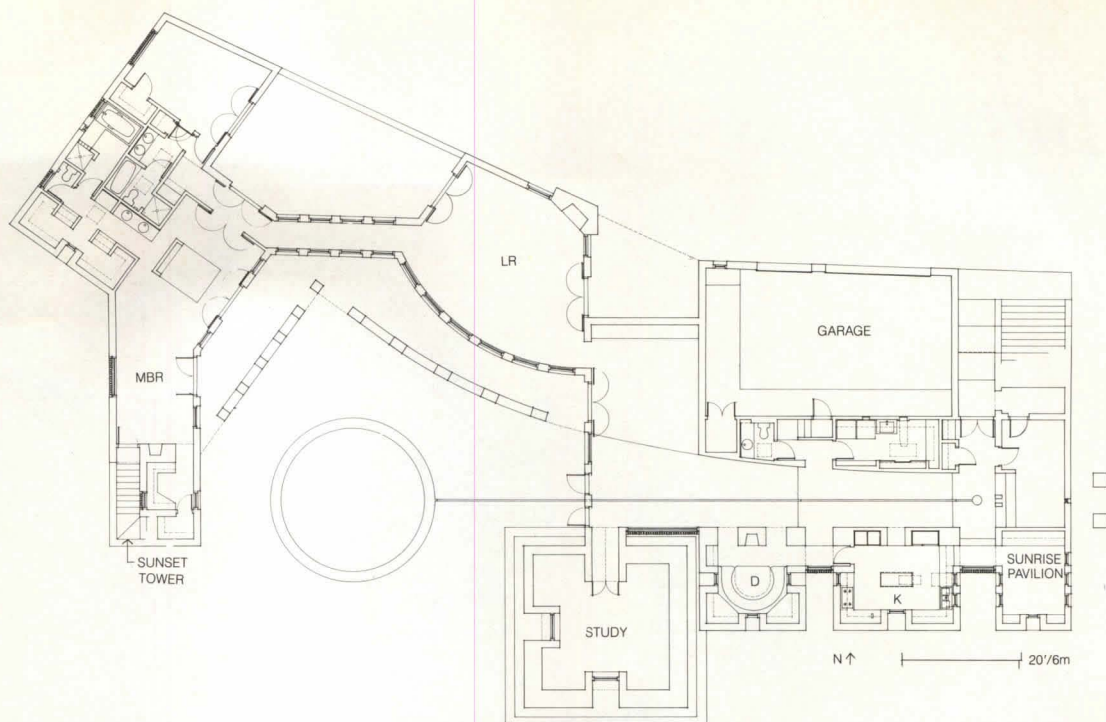 LR
GARAGE
MBR
SUNSET
TOWER
STUDY
D
K
SUNRISE
PAVILION
N ↑
20'/6m